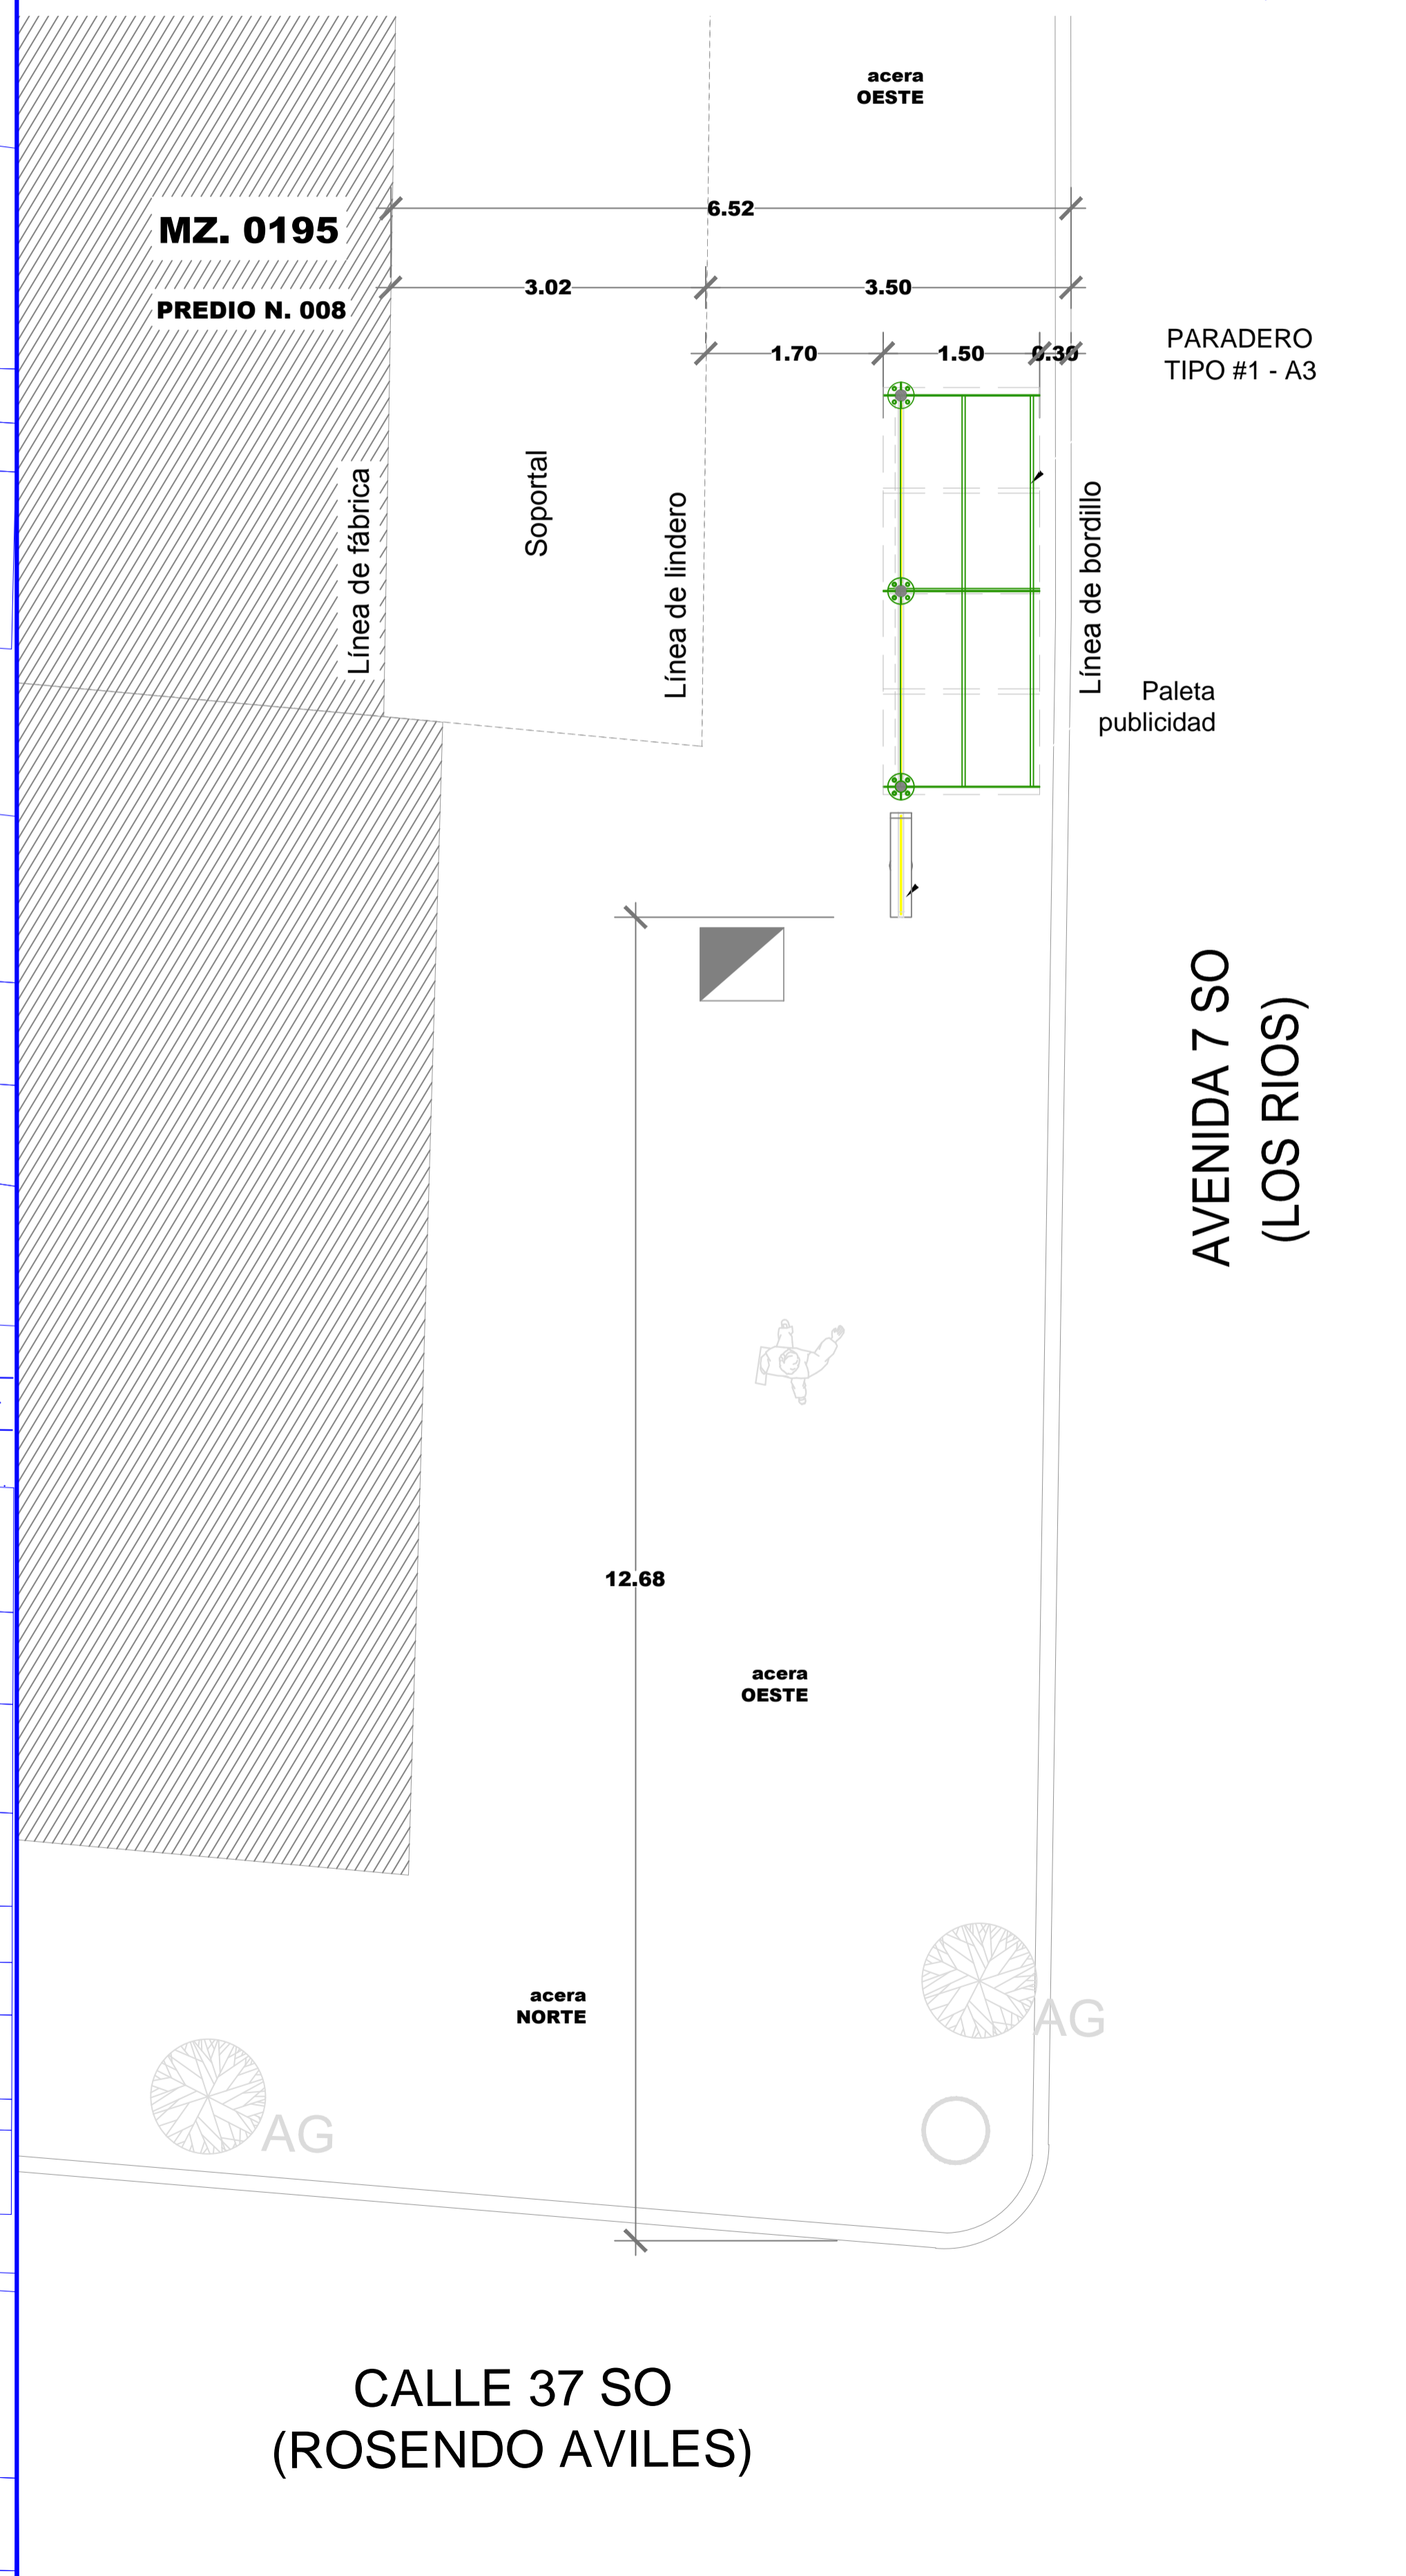 acera
OESTE
6.52
MZ. 0195
3.02
3.50
PREDIO N. 008
1.70
1.50
0.30
PARADERO
TIPO #1 - A3
Línea de fábrica
Soportal
Línea de lindero
Línea de bordillo
Paleta
publicidad
AVENIDA 7 SO
(LOS RIOS)
12.68
acera
OESTE
acera
NORTE
AG
AG
CALLE 37 SO
(ROSENDO AVILES)